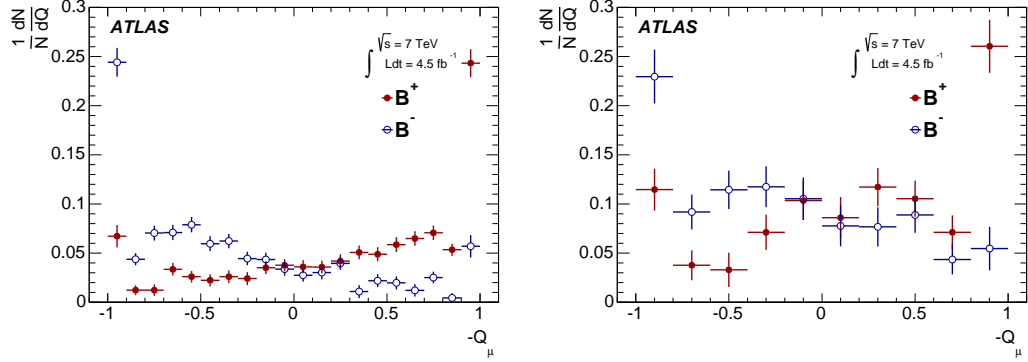 1/N dN/dQ
0.3
0.25
0.2
0.15
0.1
0.05
0
ATLAS
√s = 7 TeV
∫ Ldt = 4.5 fb⁻¹
B⁺
B⁻
-1 -0.5 0 0.5 1
-Q_μ
1/N dN/dQ
0.3
0.25
0.2
0.15
0.1
0.05
0
ATLAS
√s = 7 TeV
∫ Ldt = 4.5 fb⁻¹
B⁺
B⁻
-1 -0.5 0 0.5 1
-Q_μ